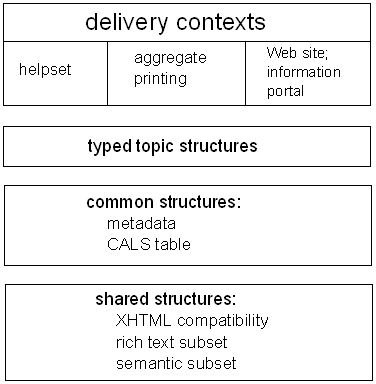 delivery contexts
helpset
aggregate
printing
Web site;
information
portal
typed topic structures
common structures:
metadata
CALS table
shared structures:
XHTML compatibility
rich text subset
semantic subset